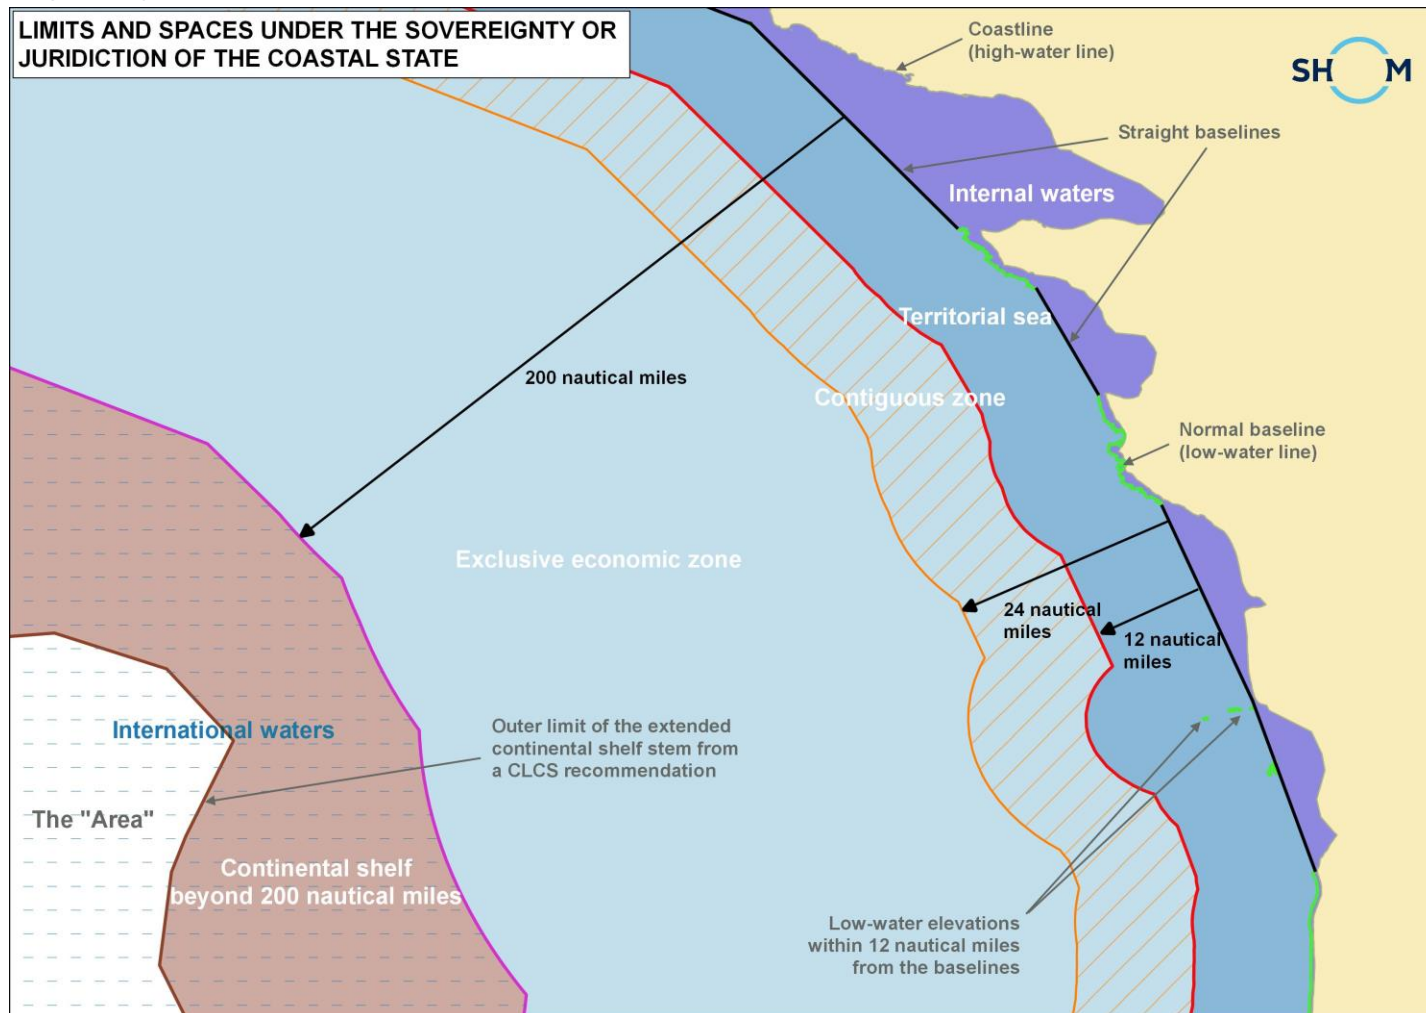 LIMITS AND SPACES UNDER THE SOVEREIGNTY OR
JURIDICTION OF THE COASTAL STATE
Coastline
(high-water line)
SHOM
Straight baselines
Internal waters
Territorial sea
200 nautical miles
Contiguous zone
Normal baseline
(low-water line)
Exclusive economic zone
24 nautical
miles
12 nautical
miles
International waters
Outer limit of the extended
continental shelf stem from
a CLCS recommendation
The "Area"
Continental shelf
beyond 200 nautical miles
Low-water elevations
within 12 nautical miles
from the baselines